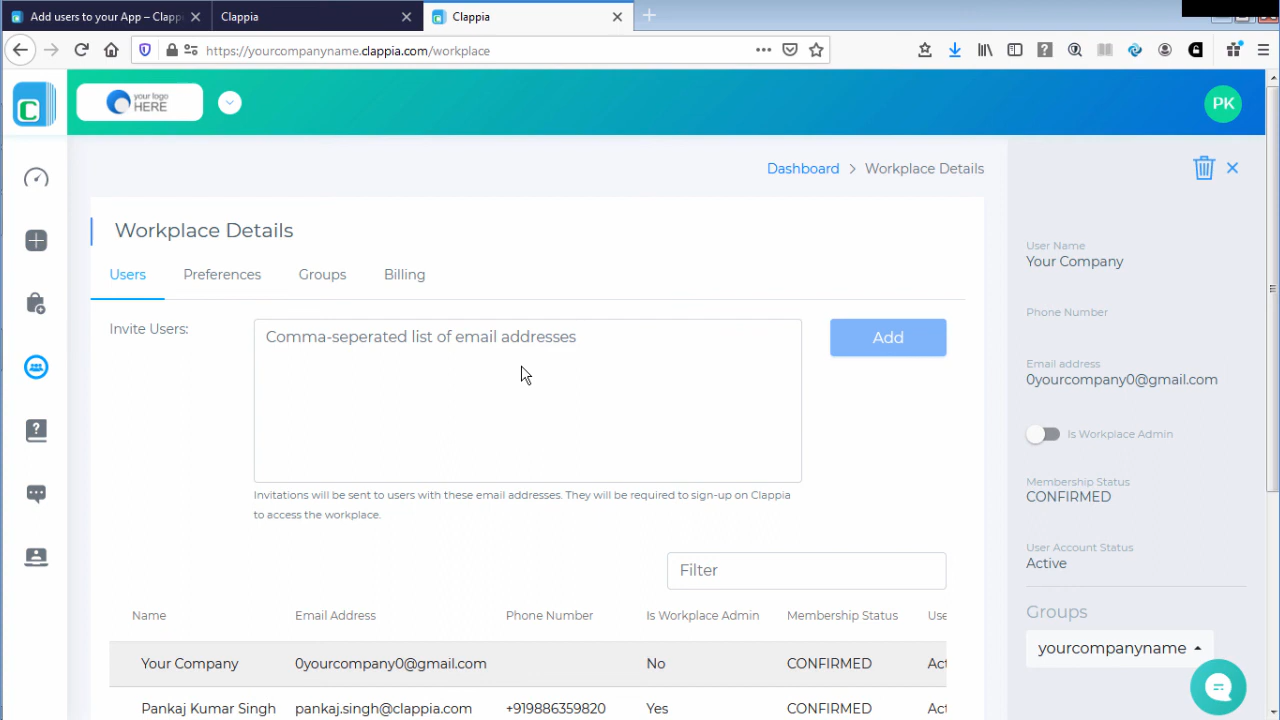 Add users to your App – Clapp
Clappia
Clappia
https://yourcompanyname.clappia.com/workplace
your logo
HERE
PK
Dashboard > Workplace Details
Workplace Details
Users
Preferences
Groups
Billing
Invite Users:
Comma-seperated list of email addresses
Add
Invitations will be sent to users with these email addresses. They will be required to sign-up on Clappia
to access the workplace.
Filter
Name Email Address Phone Number Is Workplace Admin Membership Status Use
Your Company 0yourcompany0@gmail.com No CONFIRMED Act
Pankaj Kumar Singh pankaj.singh@clappia.com +919886359820 Yes CONFIRMED Act
User Name
Your Company
Phone Number
Email address
0yourcompany0@gmail.com
Is Workplace Admin
Membership Status
CONFIRMED
User Account Status
Active
Groups
yourcompanyname